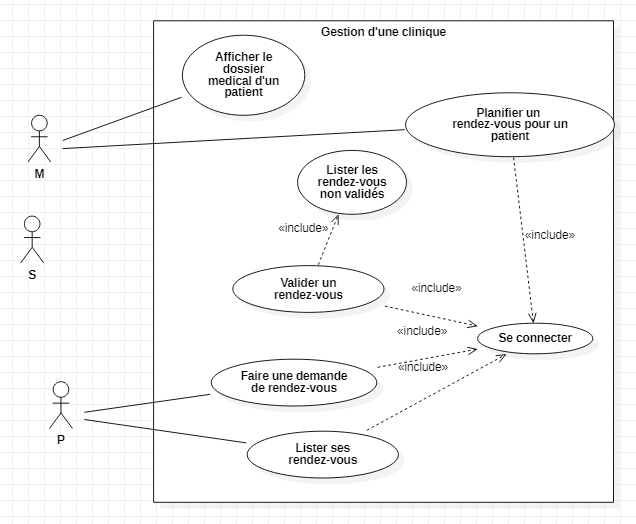 Gestion d'une clinique
Afficher le
dossier
medical d'un
patient
Planifier un
rendez-vous pour un
patient
M
Lister les
rendez-vous
non validés
«include»
«include»
S
Valider un
rendez-vous
«include»
«include»
Se connecter
Faire une demande
de rendez-vous
«include»
P
Lister ses
rendez-vous